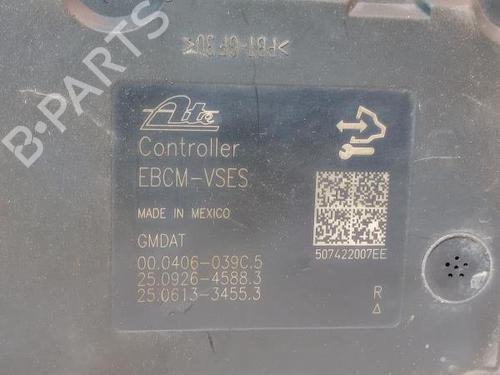 B-PARTS
>PBT-GF30<
Ate
Controller
EBCM-VSES
MADE IN MEXICO
GMDAT
00.0406-039C.5
25.0926-4588.3
25.0613-3455.3
507422007EE
R